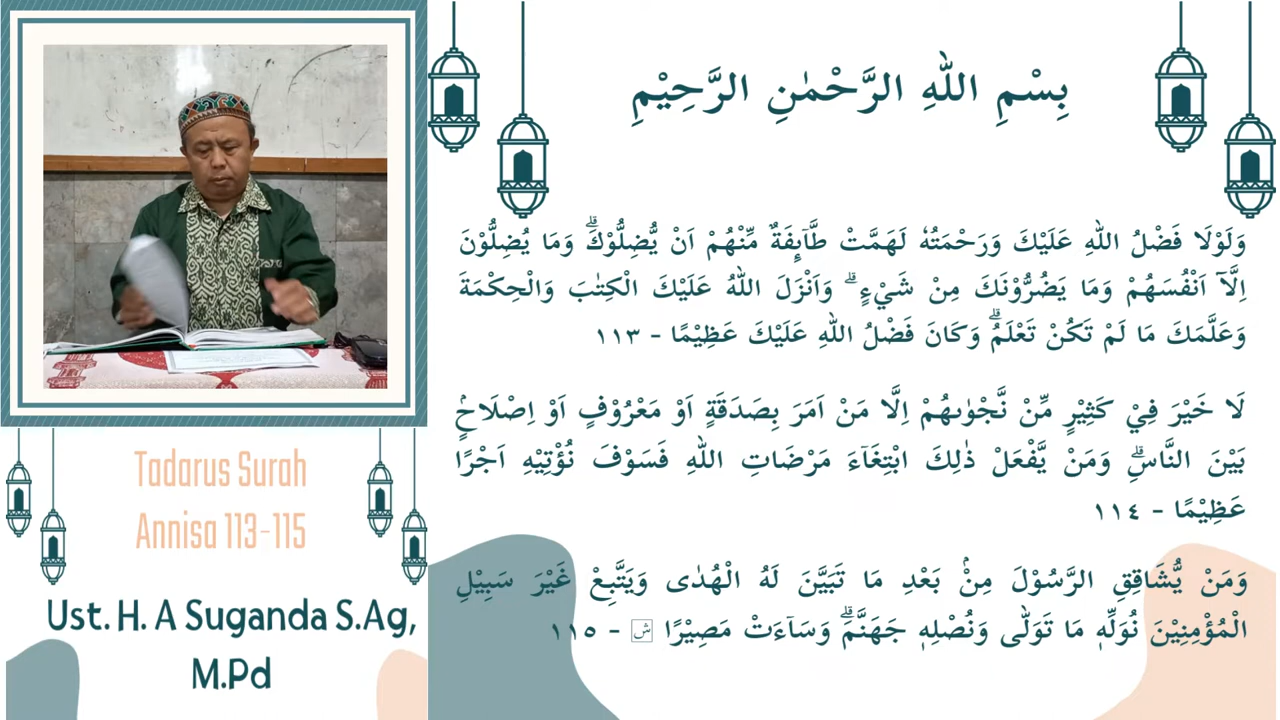 Tadarus Surah
Annisa 113-115
Ust. H. A Suganda S.Ag,
M.Pd
بِسْمِ اللّٰهِ الرَّحْمٰنِ الرَّحِيْمِ
وَلَوْلَا فَضْلُ اللّٰهِ عَلَيْكَ وَرَحْمَتُهٗ لَهَمَّتْ طَّاۤىِٕفَةٌ مِّنْهُمْ اَنْ يُّضِلُّوْكَۗ وَمَا يُضِلُّوْنَ
اِلَّآ اَنْفُسَهُمْ وَمَا يَضُرُّوْنَكَ مِنْ شَيْءٍ ۗ وَاَنْزَلَ اللّٰهُ عَلَيْكَ الْكِتٰبَ وَالْحِكْمَةَ
وَعَلَّمَكَ مَا لَمْ تَكُنْ تَعْلَمُۗ وَكَانَ فَضْلُ اللّٰهِ عَلَيْكَ عَظِيْمًا - ١١٣
لَا خَيْرَ فِيْ كَثِيْرٍ مِّنْ نَّجْوٰىهُمْ اِلَّا مَنْ اَمَرَ بِصَدَقَةٍ اَوْ مَعْرُوْفٍ اَوْ اِصْلَاحٍۢ
بَيْنَ النَّاسِۗ وَمَنْ يَّفْعَلْ ذٰلِكَ ابْتِغَاۤءَ مَرْضَاتِ اللّٰهِ فَسَوْفَ نُؤْتِيْهِ اَجْرًا
عَظِيْمًا - ١١٤
وَمَنْ يُّشَاقِقِ الرَّسُوْلَ مِنْۢ بَعْدِ مَا تَبَيَّنَ لَهُ الْهُدٰى وَيَتَّبِعْ غَيْرَ سَبِيْلِ
الْمُؤْمِنِيْنَ نُوَلِّهٖ مَا تَوَلّٰى وَنُصْلِهٖ جَهَنَّمَۗ وَسَاۤءَتْ مَصِيْرًا ش - ١١٥